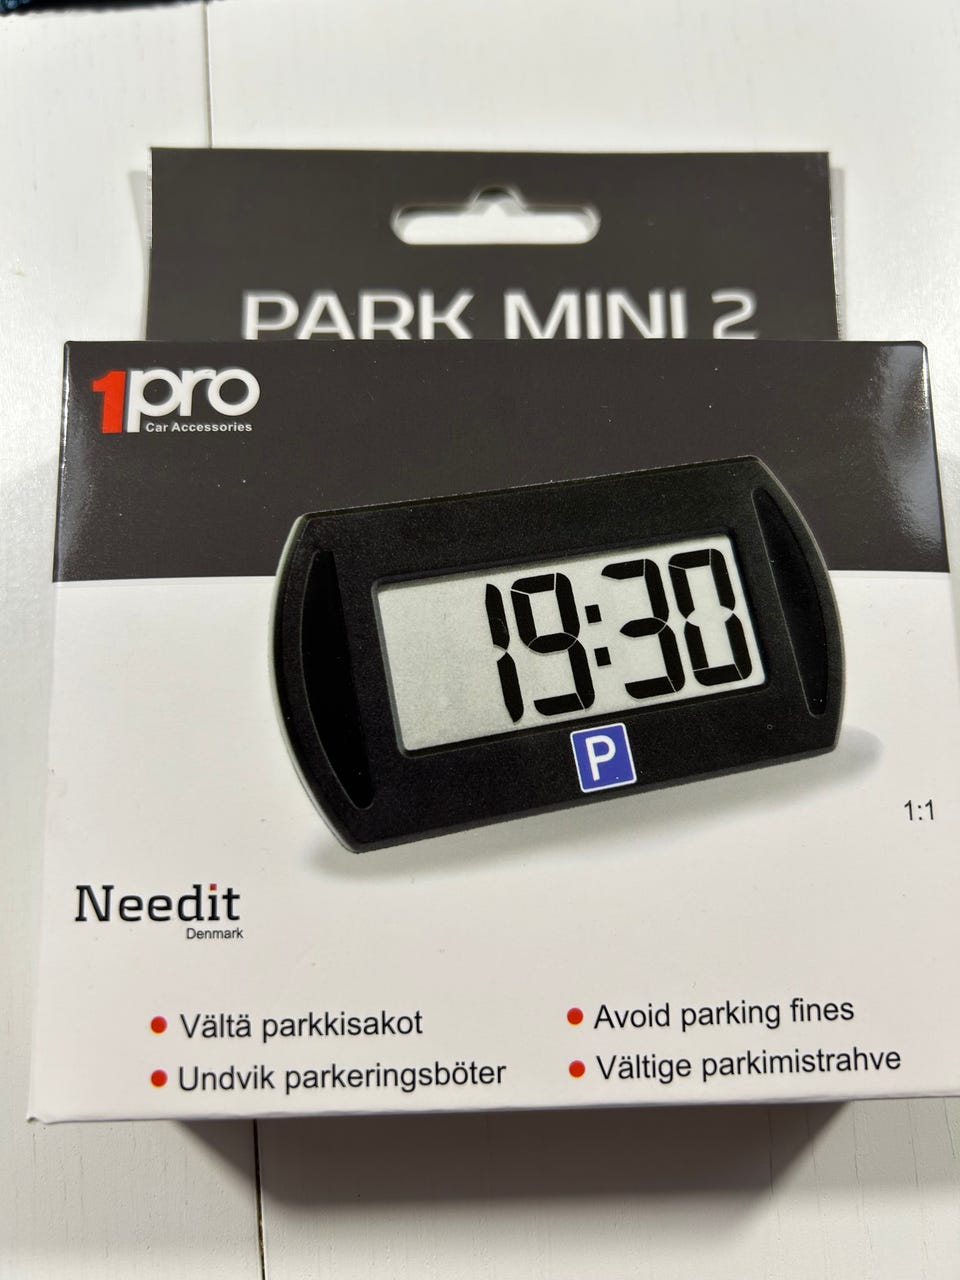 PARK MINI 2
1pro
Car Accessories
19:30
P
1:1
Needit
Denmark
• Vältä parkkisakot
• Undvik parkeringsböter
• Avoid parking fines
• Vältige parkimistrahve